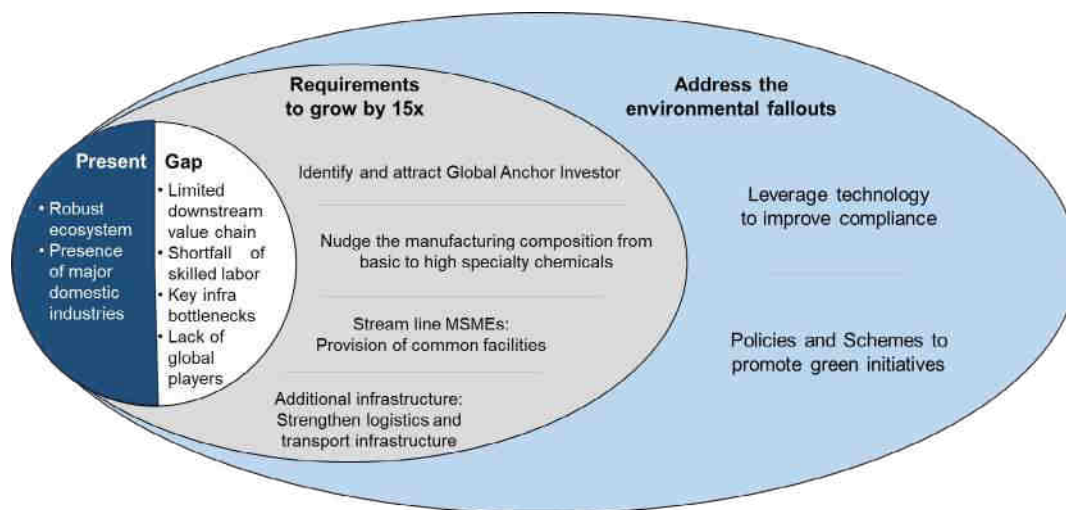 Present
• Robust
ecosystem
• Presence
of major
domestic
industries
Gap
• Limited
downstream
value chain
• Shortfall of
skilled labor
• Key infra
bottlenecks
• Lack of
global
players
Requirements
to grow by 15x
Identify and attract Global Anchor Investor
Nudge the manufacturing composition from
basic to high specialty chemicals
Stream line MSMEs:
Provision of common facilities
Additional infrastructure:
Strengthen logistics and
transport infrastructure
Address the
environmental fallouts
Leverage technology
to improve compliance
Policies and Schemes to
promote green initiatives